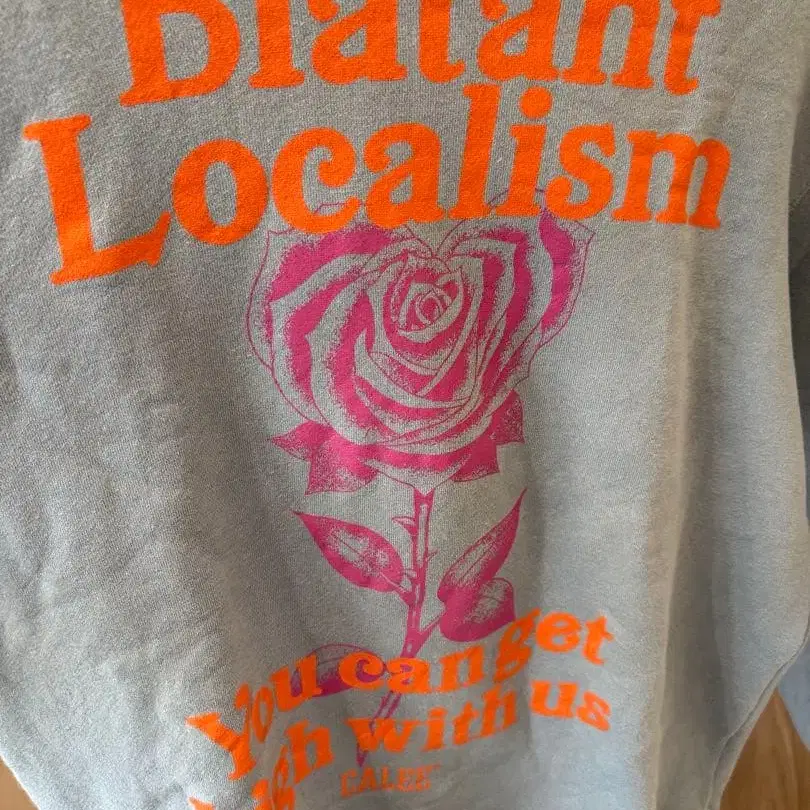 Blatant
Localism
You can get
with us
CALEE